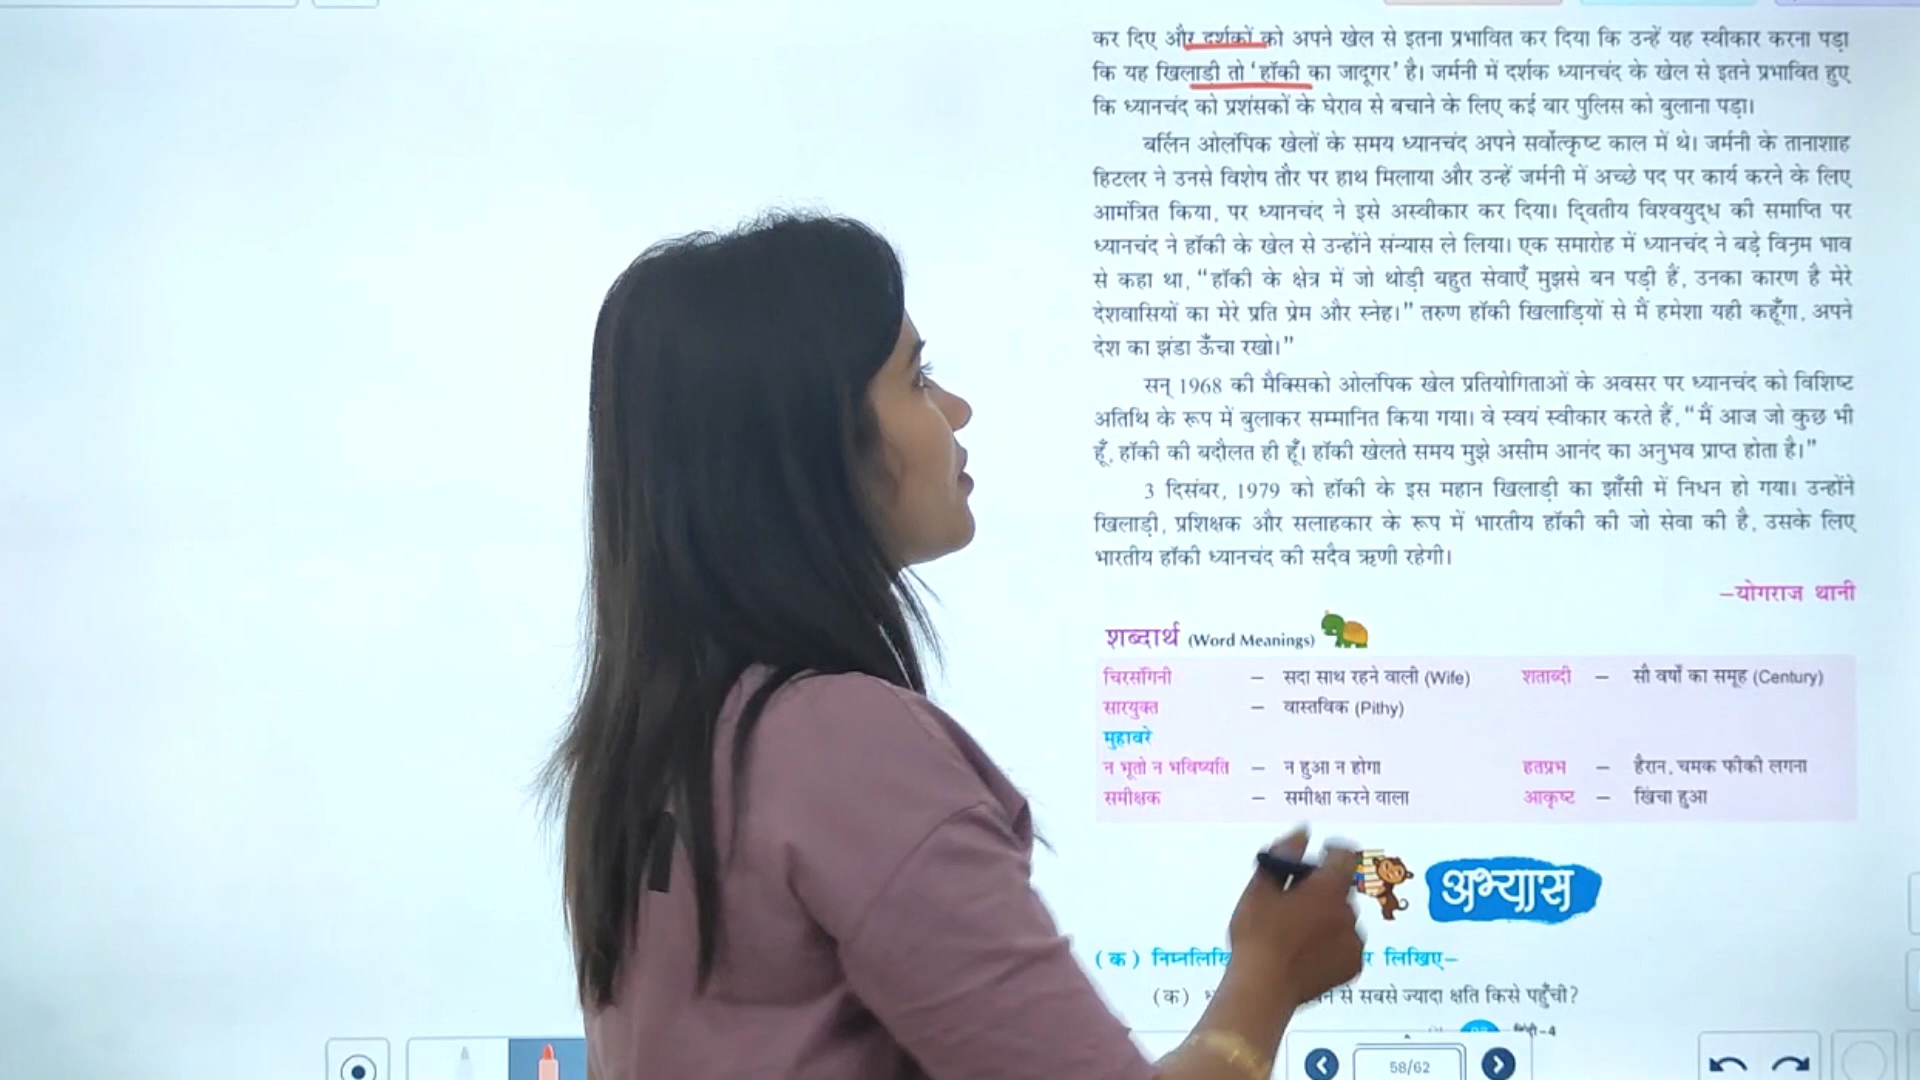 कर दिए और दर्शकों को अपने खेल से इतना प्रभावित कर दिया कि उन्हें यह स्वीकार करना पड़ा
कि यह खिलाड़ी तो ‘हॉकी का जादूगर’ है। जर्मनी में दर्शक ध्यानचंद के खेल से इतने प्रभावित हुए
कि ध्यानचंद को प्रशंसकों के घेराव से बचाने के लिए कई बार पुलिस को बुलाना पड़ा।
बर्लिन ओलंपिक खेलों के समय ध्यानचंद अपने सर्वोत्कृष्ट काल में थे। जर्मनी के तानाशाह
हिटलर ने उनसे विशेष तौर पर हाथ मिलाया और उन्हें जर्मनी में अच्छे पद पर कार्य करने के लिए
आमंत्रित किया, पर ध्यानचंद ने इसे अस्वीकार कर दिया। द्वितीय विश्वयुद्ध की समाप्ति पर
ध्यानचंद ने हॉकी के खेल से उन्होंने संन्यास ले लिया। एक समारोह में ध्यानचंद ने बड़े विनम्र भाव
से कहा था, “हॉकी के क्षेत्र में जो थोड़ी बहुत सेवाएँ मुझसे बन पड़ी हैं, उनका कारण है मेरे
देशवासियों का मेरे प्रति प्रेम और स्नेह।” तरुण हॉकी खिलाड़ियों से मैं हमेशा यही कहूँगा, अपने
देश का झंडा ऊँचा रखो।”
सन् 1968 की मैक्सिको ओलंपिक खेल प्रतियोगिताओं के अवसर पर ध्यानचंद को विशिष्ट
अतिथि के रूप में बुलाकर सम्मानित किया गया। वे स्वयं स्वीकार करते हैं, “मैं आज जो कुछ भी
हूँ, हॉकी की बदौलत ही हूँ। हॉकी खेलते समय मुझे असीम आनंद का अनुभव प्राप्त होता है।”
3 दिसंबर, 1979 को हॉकी के इस महान खिलाड़ी का झाँसी में निधन हो गया। उन्होंने
खिलाड़ी, प्रशिक्षक और सलाहकार के रूप में भारतीय हॉकी की जो सेवा की है, उसके लिए
भारतीय हॉकी ध्यानचंद की सदैव ऋणी रहेगी।
–योगराज थानी
शब्दार्थ (Word Meanings)
चिरसंगिनी – सदा साथ रहने वाली (Wife) शताब्दी – सौ वर्षों का समूह (Century)
सारयुक्त – वास्तविक (Pithy)
मुहावरे
न भूतो न भविष्यति – न हुआ न होगा हतप्रभ – हैरान, चमक फीकी लगना
समीक्षक – समीक्षा करने वाला आकृष्ट – खिंचा हुआ
अभ्यास
(क) लिखिए–
(क) से सबसे ज्यादा क्षति किसे पहुँची?
58/62